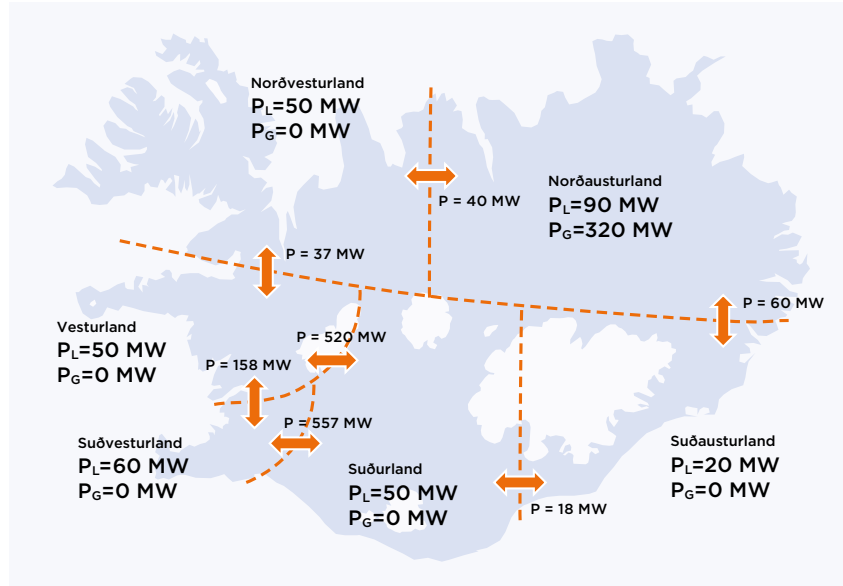 Norðvesturland
PL=50 MW
PG=0 MW
P = 40 MW
Norðausturland
PL=90 MW
PG=320 MW
P = 37 MW
P = 60 MW
Vesturland
PL=50 MW
PG=0 MW
P = 520 MW
P = 158 MW
P = 557 MW
Suðvesturland
PL=60 MW
PG=0 MW
Suðurland
PL=50 MW
PG=0 MW
P = 18 MW
Suðausturland
PL=20 MW
PG=0 MW